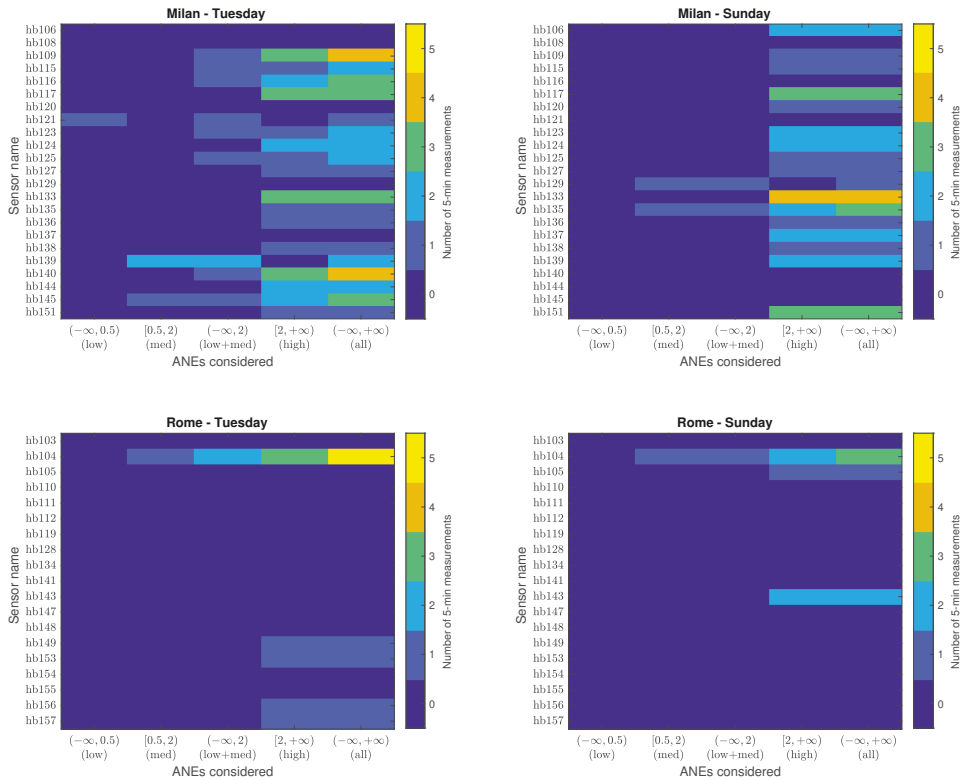 Milan - Tuesday
hb106
hb108
hb109
hb115
hb116
hb117
hb120
hb121
hb123
hb124
hb125
hb127
hb129
hb133
hb135
hb136
hb137
hb138
hb139
hb140
hb144
hb145
hb151
Sensor name
(−∞, 0.5) [0.5, 2) (−∞, 2) [2, +∞) (−∞, +∞)
(low) (med) (low+med) (high) (all)
ANEs considered
5
4
3
2
1
0
Number of 5-min measurements
Milan - Sunday
hb106
hb108
hb109
hb115
hb116
hb117
hb120
hb121
hb123
hb124
hb125
hb127
hb129
hb133
hb135
hb136
hb137
hb138
hb139
hb140
hb144
hb145
hb151
Sensor name
(−∞, 0.5) [0.5, 2) (−∞, 2) [2, +∞) (−∞, +∞)
(low) (med) (low+med) (high) (all)
ANEs considered
5
4
3
2
1
0
Number of 5-min measurements
Rome - Tuesday
hb103
hb104
hb105
hb110
hb111
hb112
hb119
hb128
hb134
hb141
hb143
hb147
hb148
hb149
hb153
hb154
hb155
hb156
hb157
Sensor name
(−∞, 0.5) [0.5, 2) (−∞, 2) [2, +∞) (−∞, +∞)
(low) (med) (low+med) (high) (all)
ANEs considered
5
4
3
2
1
0
Number of 5-min measurements
Rome - Sunday
hb103
hb104
hb105
hb110
hb111
hb112
hb119
hb128
hb134
hb141
hb143
hb147
hb148
hb149
hb153
hb154
hb155
hb156
hb157
Sensor name
(−∞, 0.5) [0.5, 2) (−∞, 2) [2, +∞) (−∞, +∞)
(low) (med) (low+med) (high) (all)
ANEs considered
5
4
3
2
1
0
Number of 5-min measurements